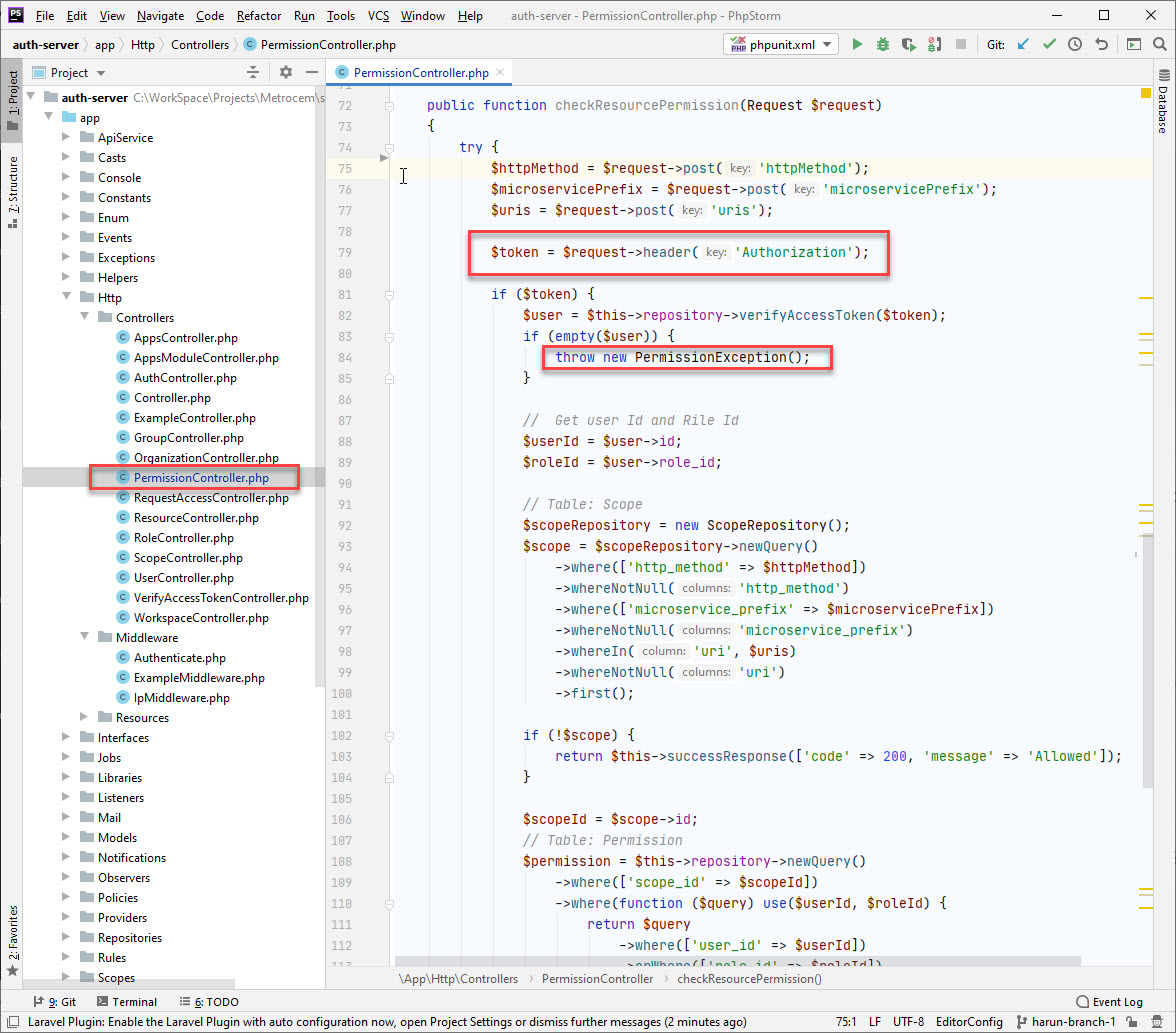 PS File Edit View Navigate Code Refactor Run Tools VCS Window Help auth-server - PermissionController.php - PhpStorm
auth-server app Http Controllers C PermissionController.php PHP phpunit.xml Git:
1: Project
7: Structure
2: Favorites
Project
auth-server C:\WorkSpace\Projects\Metrocem\s
app
ApiService
Casts
Console
Constants
Enum
Events
Exceptions
Helpers
Http
Controllers
C AppsController.php
C AppsModuleController.php
C AuthController.php
C Controller.php
C ExampleController.php
C GroupController.php
C OrganizationController.php
C PermissionController.php
C RequestAccessController.php
C ResourceController.php
C RoleController.php
C ScopeController.php
C UserController.php
C VerifyAccessTokenController.php
C WorkspaceController.php
Middleware
C Authenticate.php
C ExampleMiddleware.php
C IpMiddleware.php
Resources
Interfaces
Jobs
Libraries
Listeners
Mail
Models
Notifications
Observers
Policies
Providers
Repositories
Rules
Scopes
C PermissionController.php
71
72 public function checkResourcePermission(Request $request)
73 {
74 try {
75 $httpMethod = $request->post( key: 'httpMethod');
76 $microservicePrefix = $request->post( key: 'microservicePrefix');
77 $uris = $request->post( key: 'uris');
78
79 $token = $request->header( key: 'Authorization');
80
81 if ($token) {
82 $user = $this->repository->verifyAccessToken($token);
83 if (empty($user)) {
84 throw new PermissionException();
85 }
86
87 // Get user Id and Rile Id
88 $userId = $user->id;
89 $roleId = $user->role_id;
90
91 // Table: Scope
92 $scopeRepository = new ScopeRepository();
93 $scope = $scopeRepository->newQuery()
94 ->where(['http_method' => $httpMethod])
95 ->whereNotNull( columns: 'http_method')
96 ->where(['microservice_prefix' => $microservicePrefix])
97 ->whereNotNull( columns: 'microservice_prefix')
98 ->whereIn( column: 'uri', $uris)
99 ->whereNotNull( columns: 'uri')
100 ->first();
101
102 if (!$scope) {
103 return $this->successResponse(['code' => 200, 'message' => 'Allowed']);
104 }
105
106 $scopeId = $scope->id;
107 // Table: Permission
108 $permission = $this->repository->newQuery()
109 ->where(['scope_id' => $scopeId])
110 ->where(function ($query) use($userId, $roleId) {
111 return $query
112 ->where(['user_id' => $userId])
113 ->orWhere(['role_id' => $roleId])
Database
\App\Http\Controllers PermissionController checkResourcePermission()
9: Git Terminal 6: TODO Event Log
Laravel Plugin: Enable the Laravel Plugin with auto configuration now, open Project Settings or dismiss further messages (2 minutes ago) 75:1 LF UTF-8 EditorConfig harun-branch-1